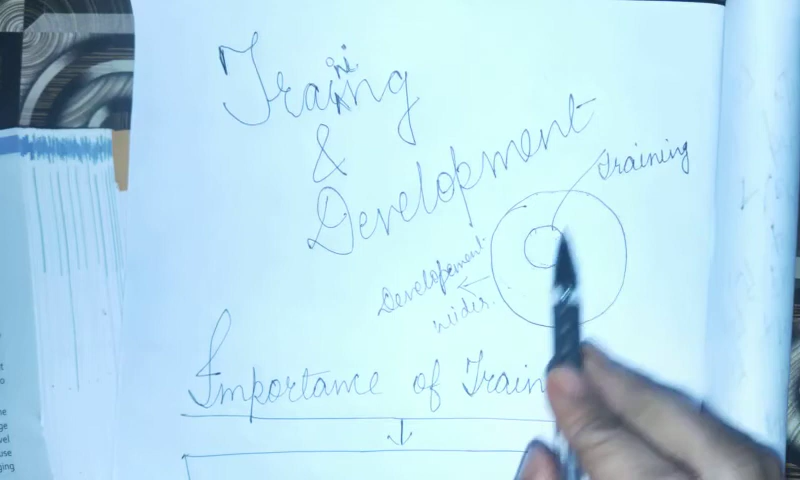 Training
&
Development
Training
Development
wider.
Importance of Train